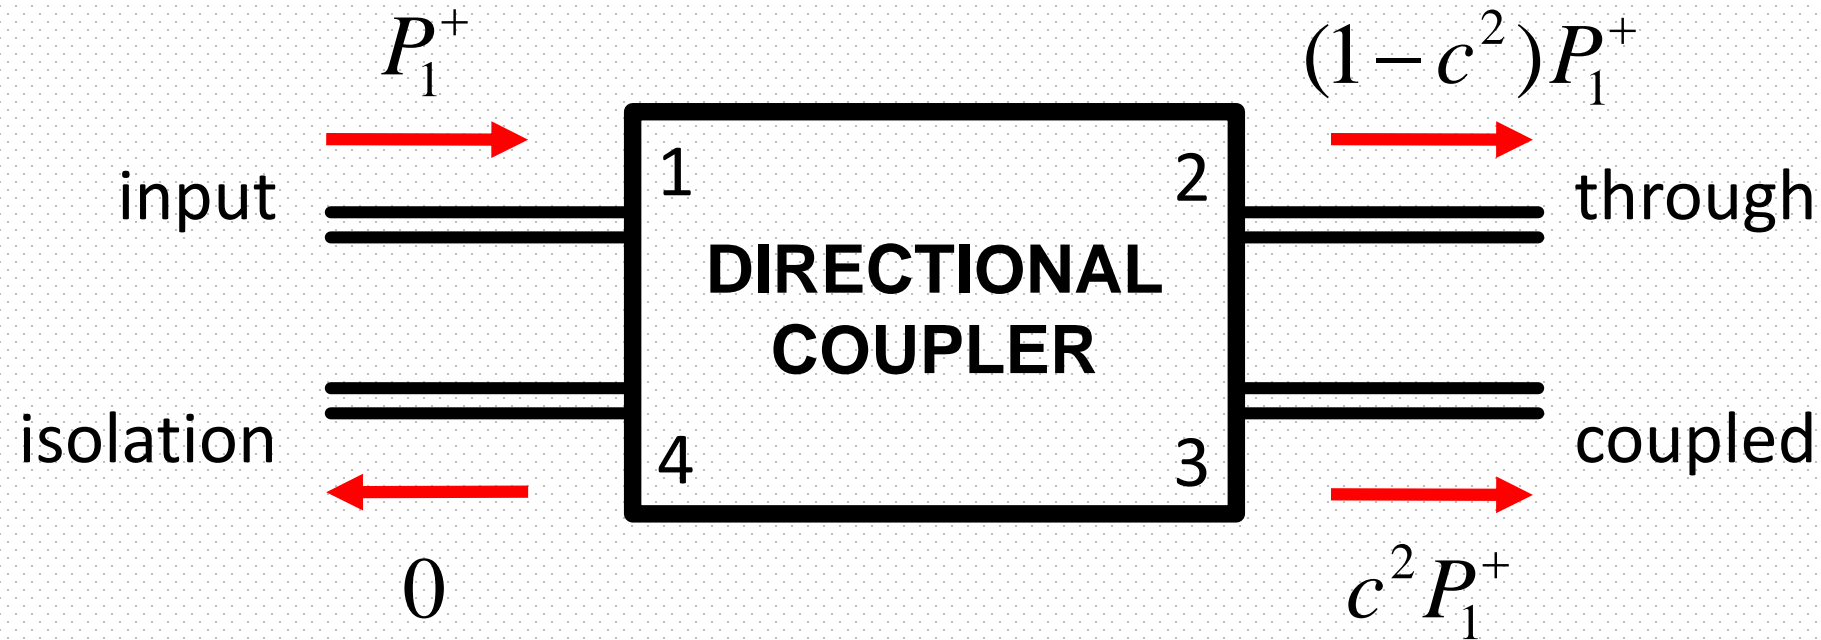 P₁⁺ (1−c²)P₁⁺
input 1 2 through
DIRECTIONAL
COUPLER
isolation 4 3 coupled
0 c²P₁⁺